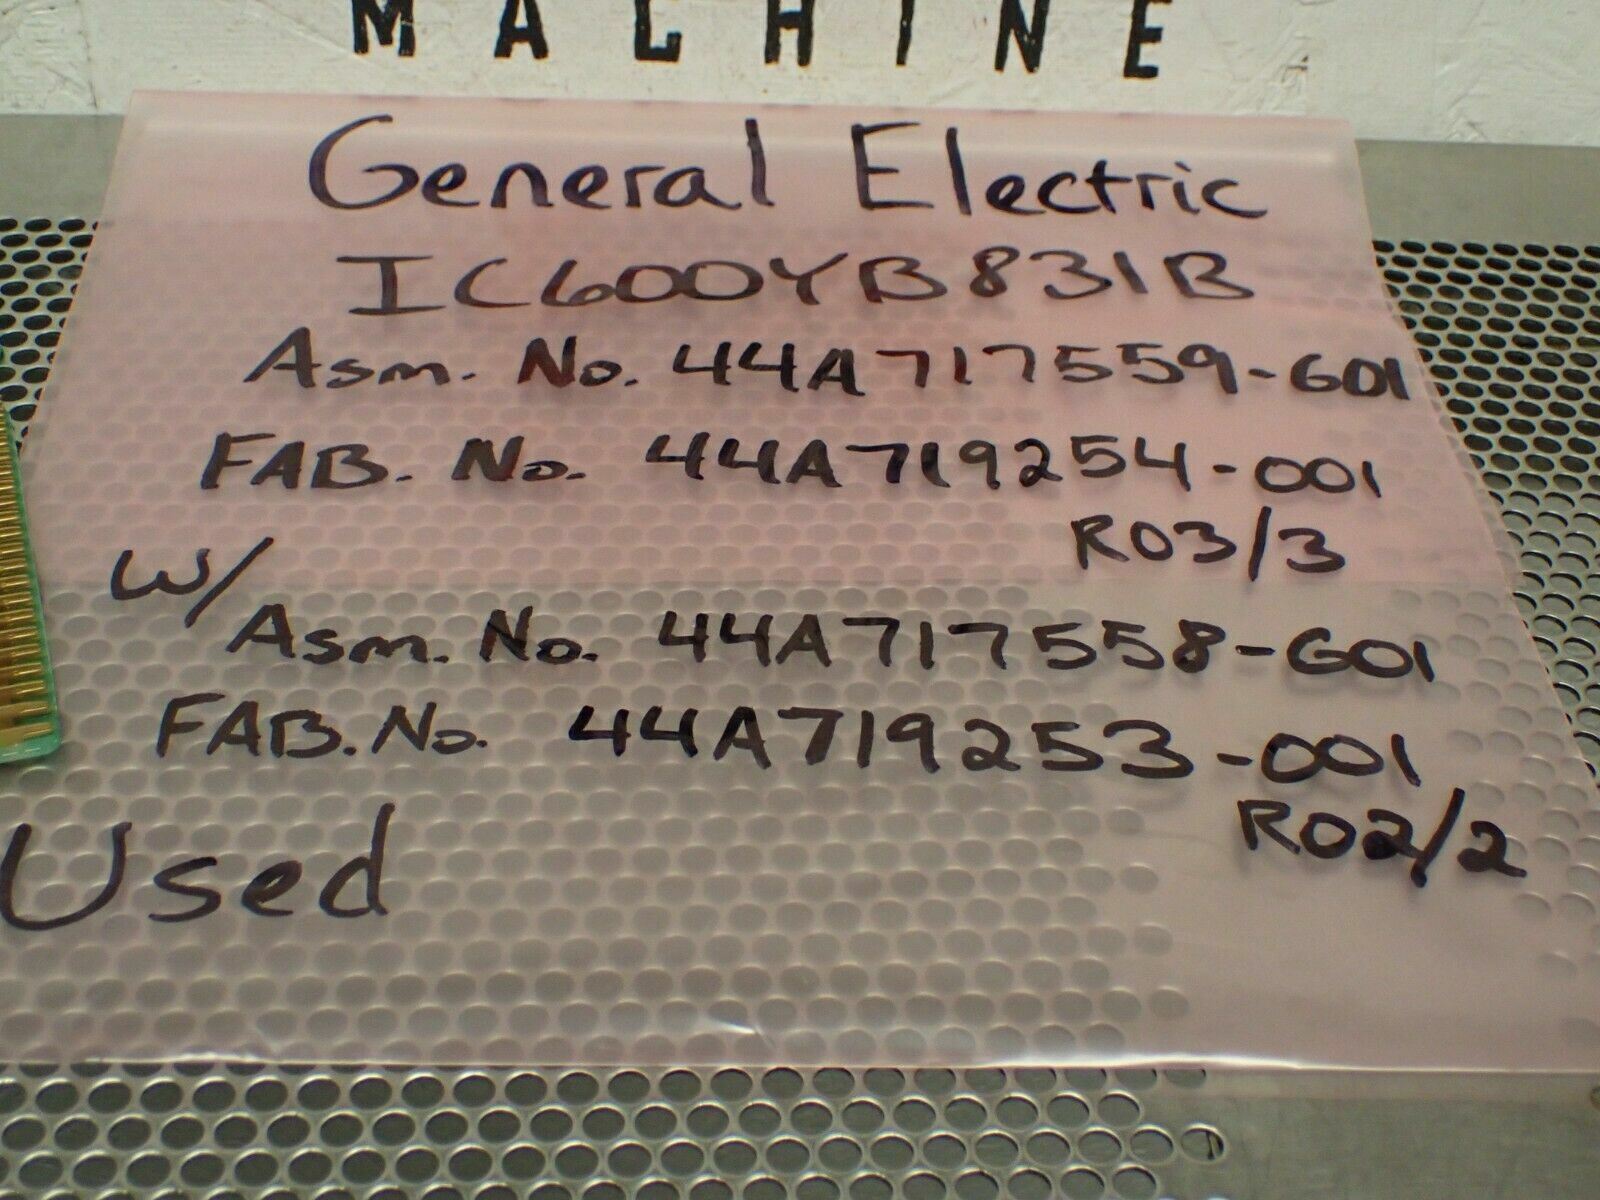 MACHINE
General Electric
IC600YB831B
Asm. No. 44A717559-G01
FAB. No. 44A719254-001
R03/3
W/
Asm. No. 44A717558-G01
FAB. No. 44A719253-001
R02/2
Used